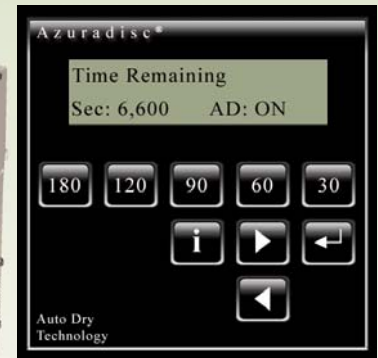 Azuradisc®
Time Remaining
Sec: 6,600 AD: ON
180 120 90 60 30
i
Auto Dry
Technology